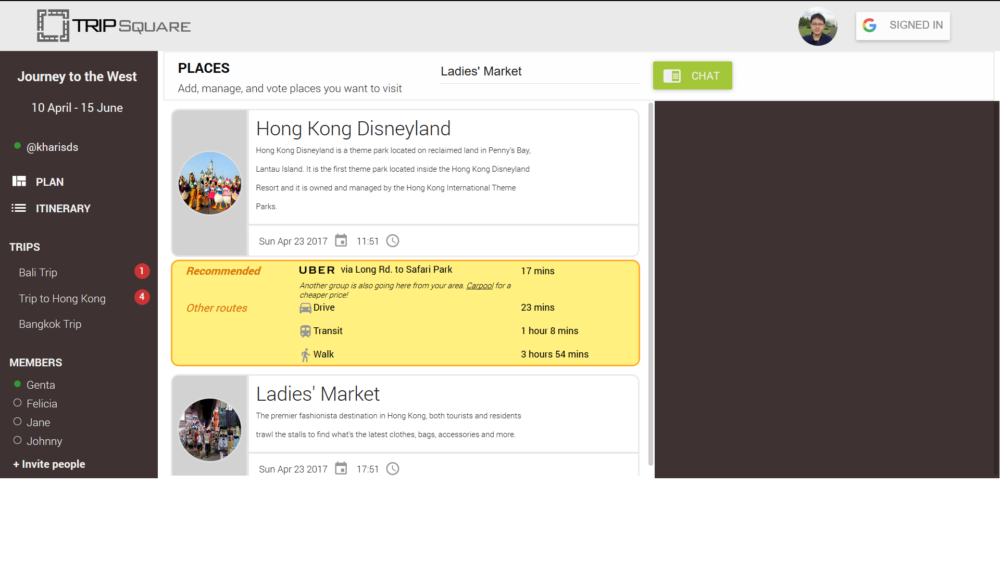 TRIP SQUARE
SIGNED IN
Journey to the West
10 April - 15 June
@kharisds
PLAN
ITINERARY
TRIPS
Bali Trip 1
Trip to Hong Kong 4
Bangkok Trip
MEMBERS
Genta
Felicia
Jane
Johnny
+ Invite people
PLACES
Add, manage, and vote places you want to visit
Ladies' Market
CHAT
Hong Kong Disneyland
Hong Kong Disneyland is a theme park located on reclaimed land in Penny's Bay,
Lantau Island. It is the first theme park located inside the Hong Kong Disneyland
Resort and it is owned and managed by the Hong Kong International Theme
Parks.
Sun Apr 23 2017 11:51
Recommended UBER via Long Rd. to Safari Park 17 mins
Another group is also going here from your area. Carpool for a
cheaper price!
Other routes Drive 23 mins
Transit 1 hour 8 mins
Walk 3 hours 54 mins
Ladies' Market
The premier fashionista destination in Hong Kong, both tourists and residents
trawl the stalls to find what's the latest clothes, bags, accessories and more.
Sun Apr 23 2017 17:51